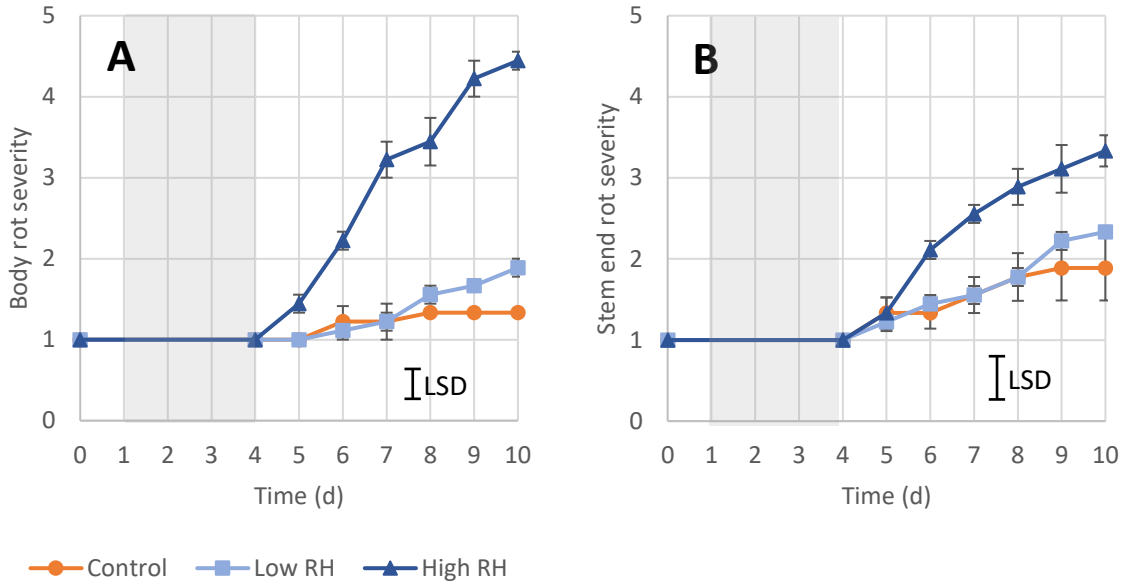 A
Body rot severity
5
4
3
2
1
0
LSD
0 1 2 3 4 5 6 7 8 9 10
Time (d)
B
Stem end rot severity
5
4
3
2
1
0
LSD
0 1 2 3 4 5 6 7 8 9 10
Time (d)
Control Low RH High RH